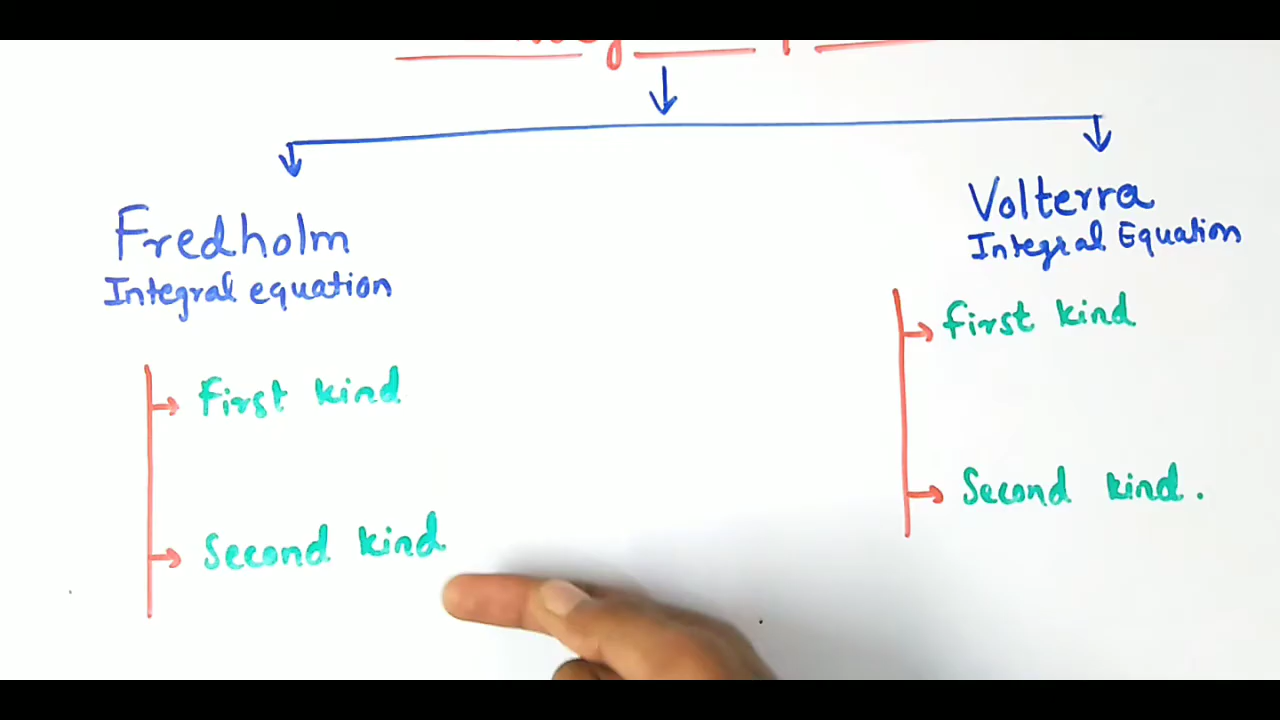 Fredholm
Integral equation
First kind
Second kind
Volterra
Integral Equation
First kind
Second kind.